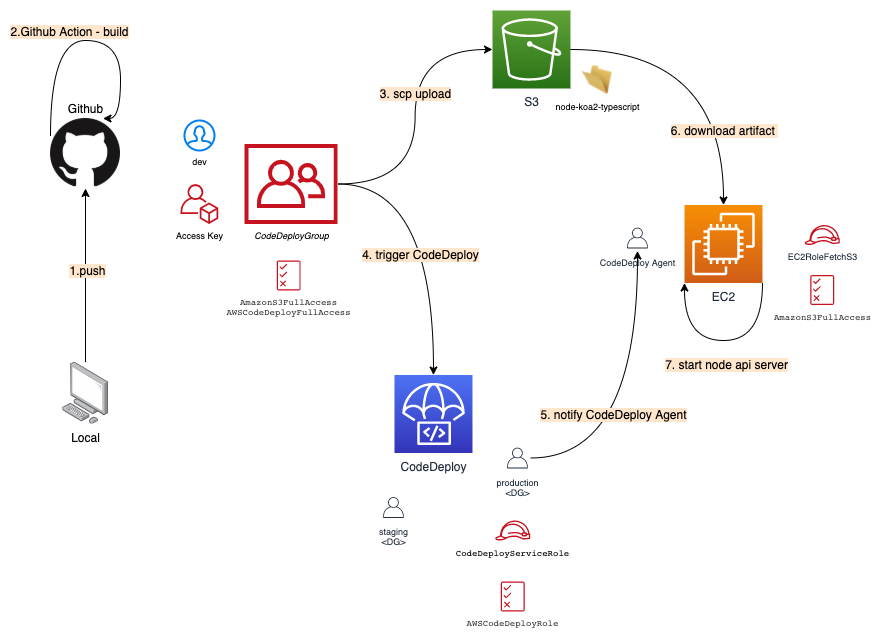 2.Github Action - build
Github
1.push
Local
dev
Access Key
CodeDeployGroup
AmazonS3FullAccess
AWSCodeDeployFullAccess
3. scp upload
S3
node-koa2-typescript
6. download artifact
4. trigger CodeDeploy
CodeDeploy Agent
EC2
EC2RoleFetchS3
AmazonS3FullAccess
7. start node api server
5. notify CodeDeploy Agent
CodeDeploy
production
<DG>
staging
<DG>
CodeDeployServiceRole
AWSCodeDeployRole